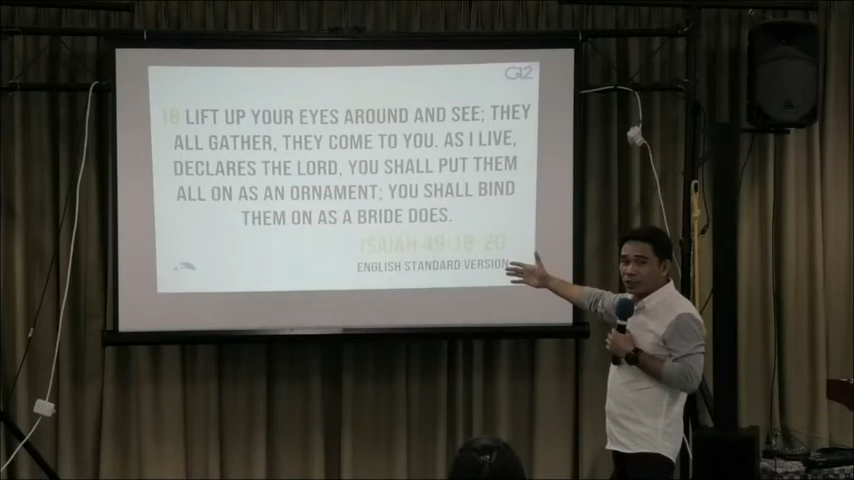 G12
18 LIFT UP YOUR EYES AROUND AND SEE; THEY
ALL GATHER, THEY COME TO YOU. AS I LIVE,
DECLARES THE LORD, YOU SHALL PUT THEM
ALL ON AS AN ORNAMENT; YOU SHALL BIND
THEM ON AS A BRIDE DOES.
ISAIAH 49:18-20
ENGLISH STANDARD VERSION